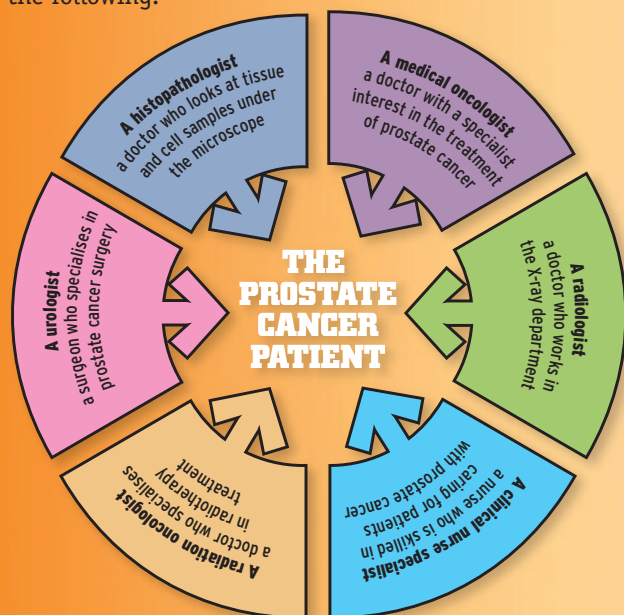 the following:
A histopathologist
a doctor who looks at tissue
and cell samples under
the microscope
A medical oncologist
a doctor with a specialist
interest in the treatment
of prostate cancer
A radiologist
a doctor who works in
the X-ray department
A clinical nurse specialist
a nurse who is skilled in
caring for patients
with prostate cancer
A radiation oncologist
a doctor who specialises
in radiotherapy
treatment
A urologist
a surgeon who specialises in
prostate cancer surgery
THE
PROSTATE
CANCER
PATIENT